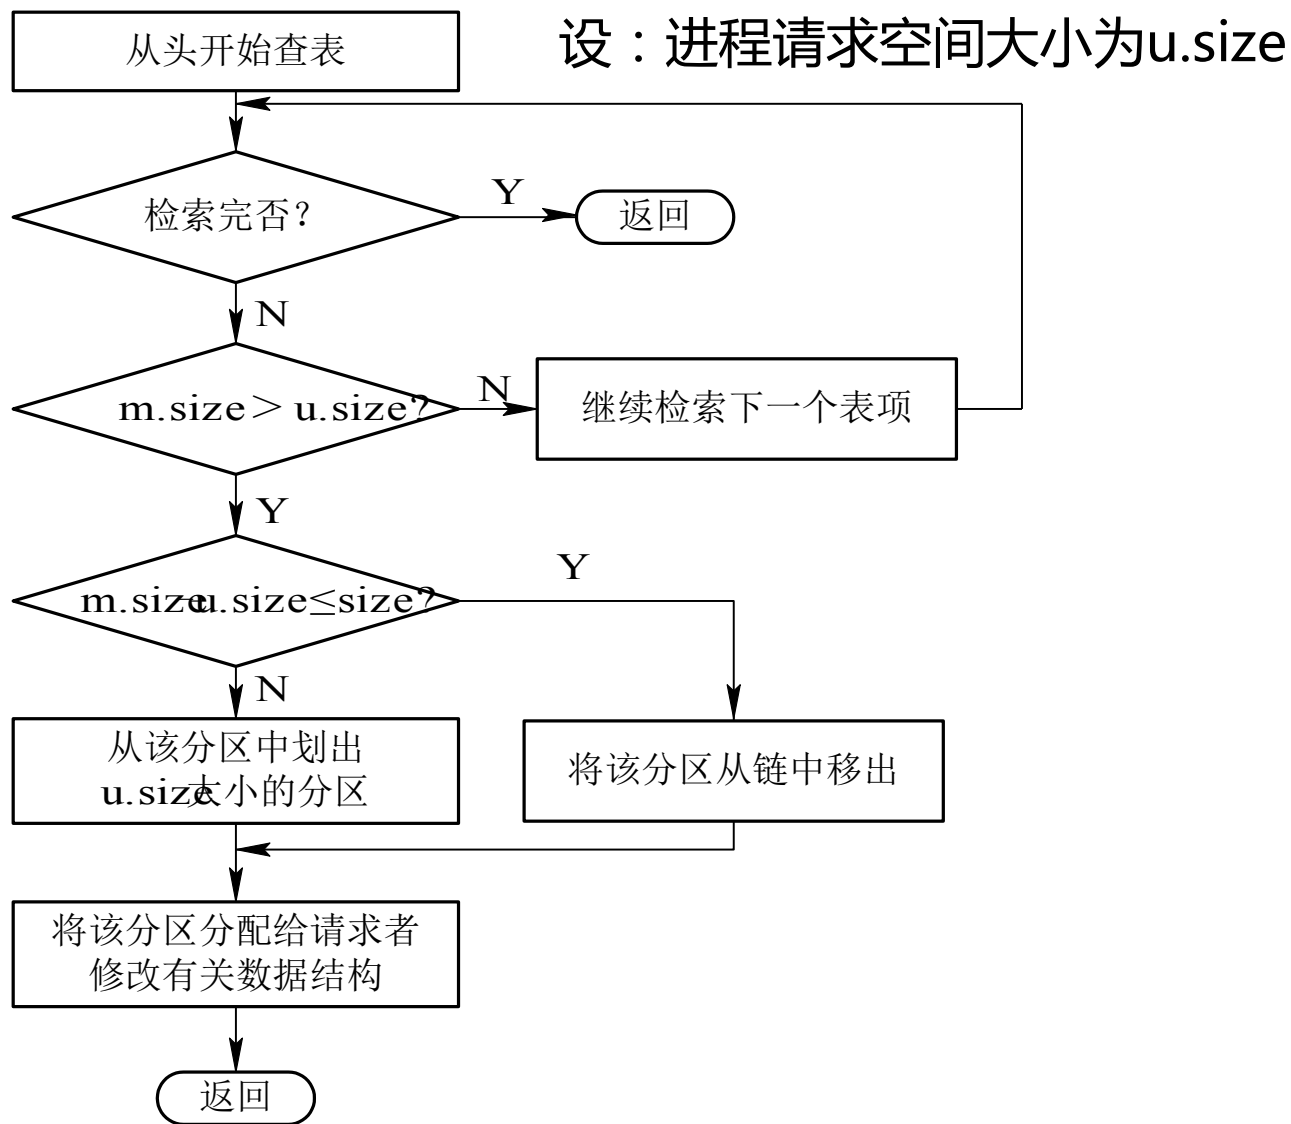 从头开始查表
设：进程请求空间大小为u.size
检索完否？
Y
返回
N
m.size > u.size?
N
继续检索下一个表项
Y
m.size-u.size≤size?
Y
N
从该分区中划出
u.size大小的分区
将该分区从链中移出
将该分区分配给请求者
修改有关数据结构
返回